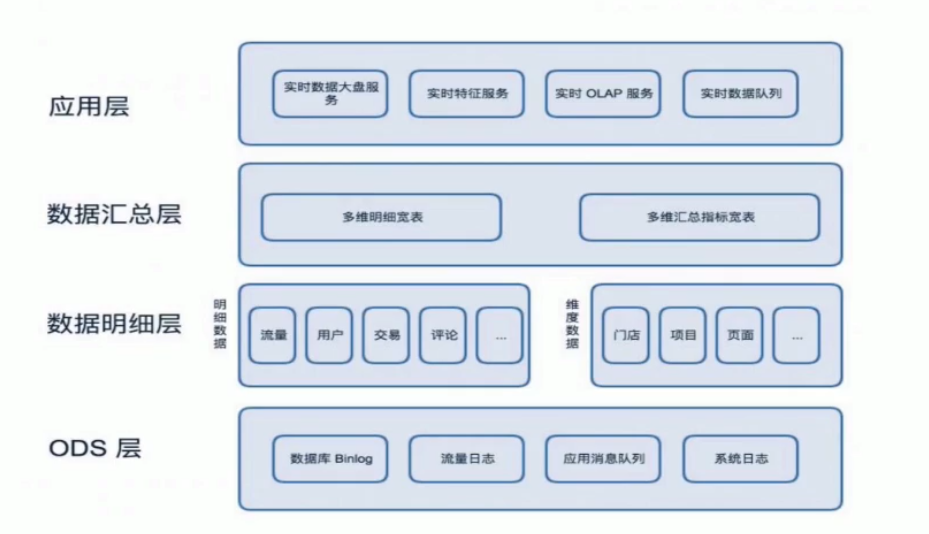 应用层
实时数据大盘服
务
实时特征服务
实时 OLAP 服务
实时数据队列
数据汇总层
多维明细宽表
多维汇总指标宽表
数据明细层
明细数据
流量
用户
交易
评论
...
维度数据
门店
项目
页面
...
ODS 层
数据库 Binlog
流量日志
应用消息队列
系统日志